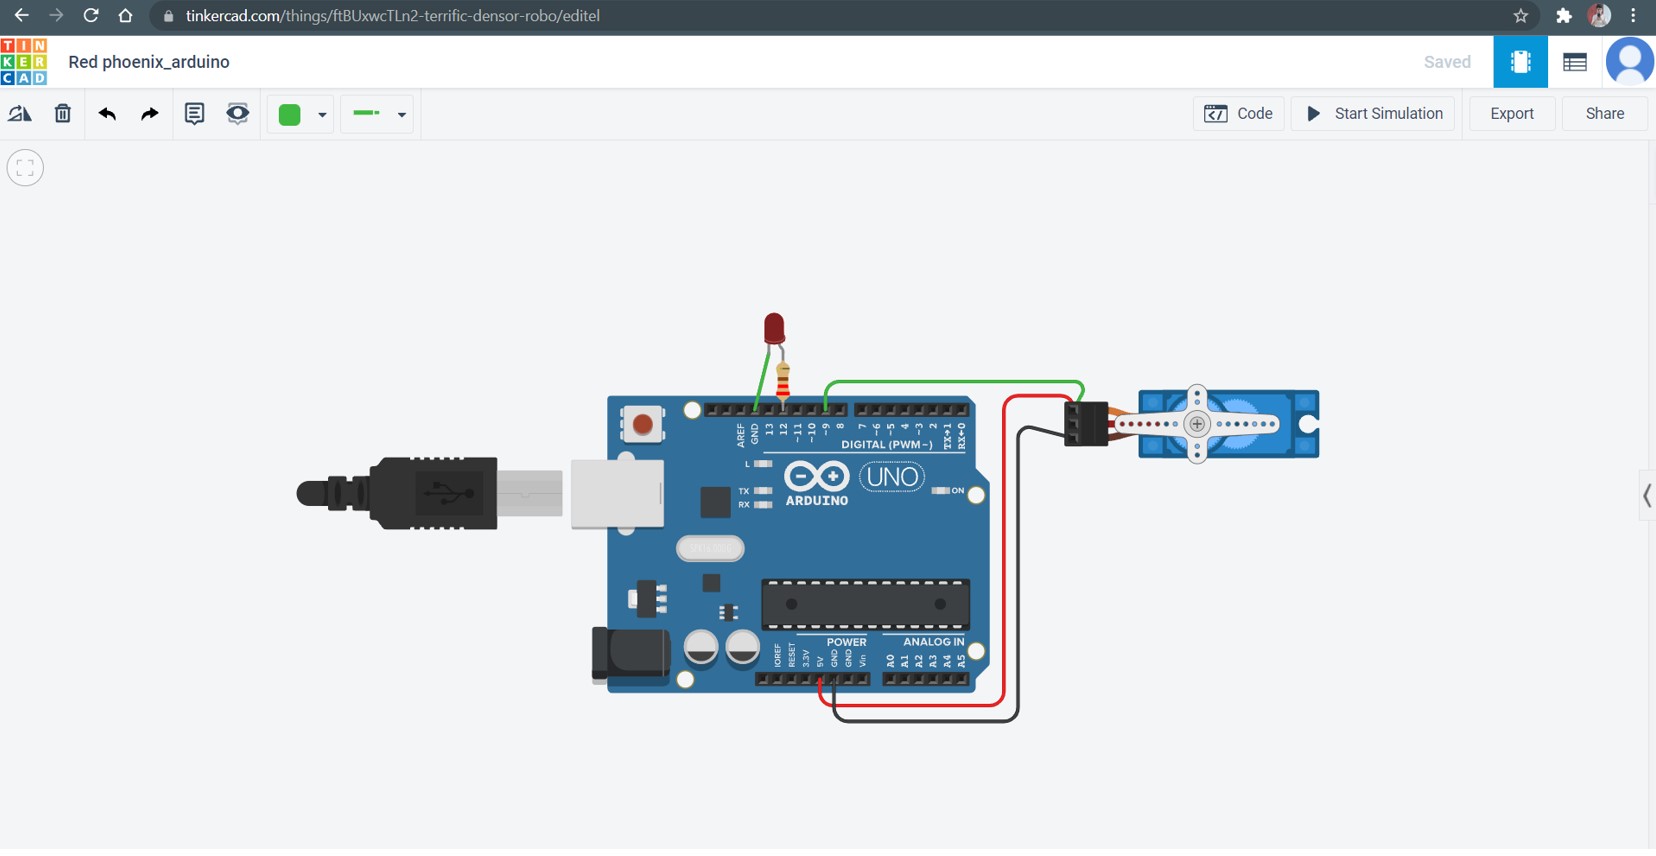 tinkercad.com/things/ftBUxwcTLn2-terrific-densor-robo/editel
TIN
KER
CAD
Red phoenix_arduino
Saved
Code
Start Simulation
Export
Share
AREF
GND
13
12
~11
~10
~9
8
7
~6
~5
4
~3
2
TX→1
RX←0
DIGITAL (PWM~)
L
TX
RX
ARDUINO
UNO
ON
POWER
ANALOG IN
IOREF
RESET
3.3V
5V
GND
GND
Vin
A0
A1
A2
A3
A4
A5